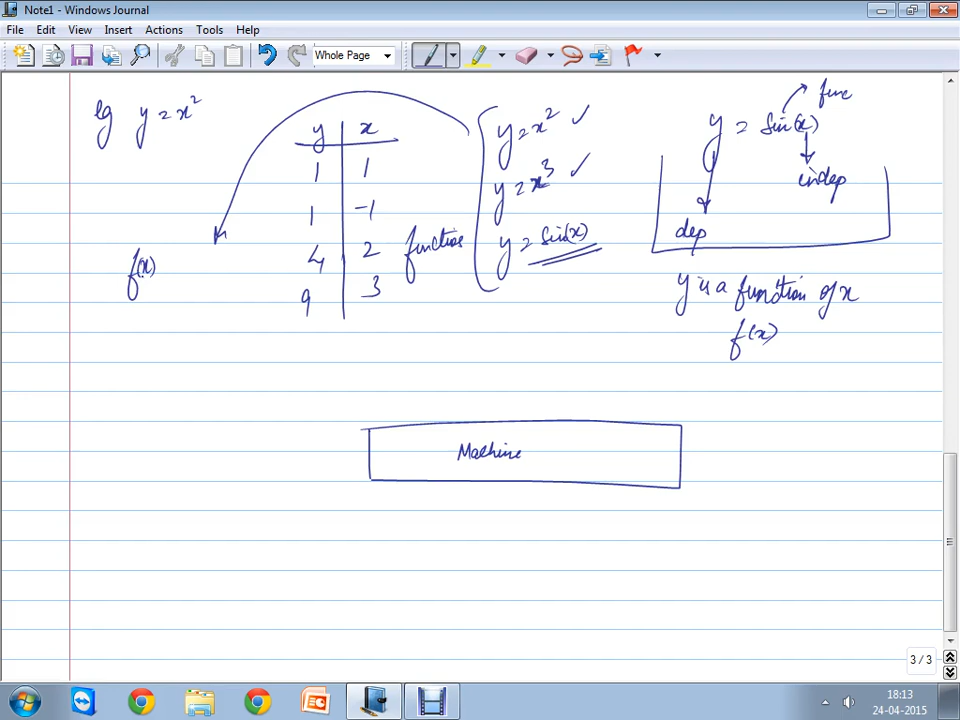 Note1 - Windows Journal
File Edit View Insert Actions Tools Help
Whole Page
eg y = x²
y x
1 1
1 -1
4 2
9 3
f(x)
function
y = x² ✓
y = x³ ✓
y = sin(x)
func
y = sin(x)
indep
dep
y is a function of x
f(x)
Machine
3 / 3
18:13
24-04-2015